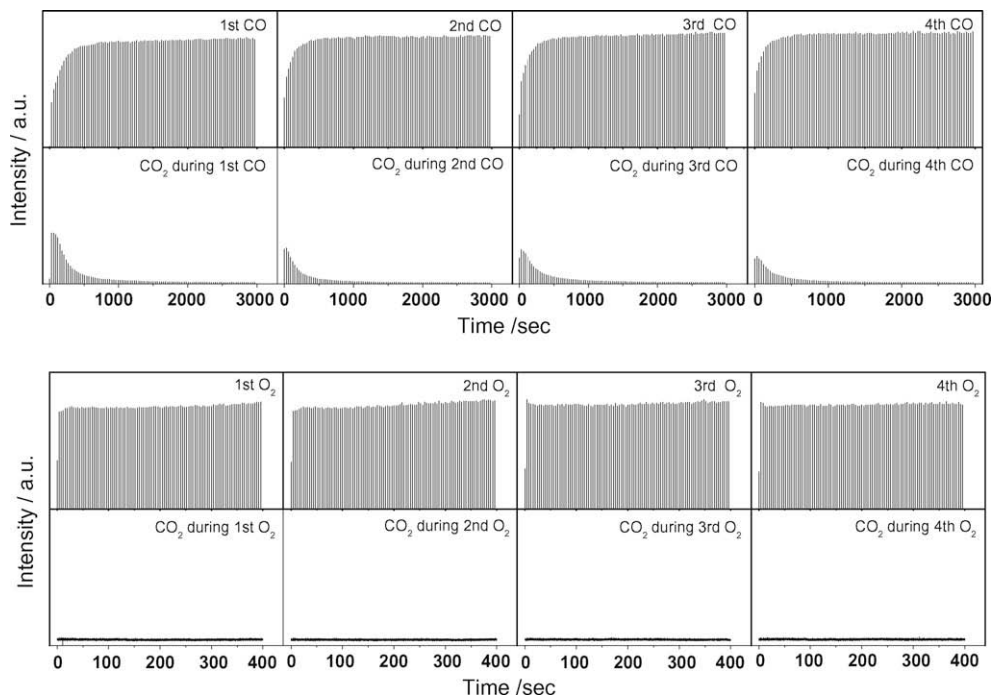 1st CO
2nd CO
3rd CO
4th CO
Intensity / a.u.
CO2 during 1st CO
CO2 during 2nd CO
CO2 during 3rd CO
CO2 during 4th CO
0 1000 2000 3000 0 1000 2000 3000 0 1000 2000 3000 0 1000 2000 3000
Time /sec
1st O2
2nd O2
3rd O2
4th O2
Intensity / a.u.
CO2 during 1st O2
CO2 during 2nd O2
CO2 during 3rd O2
CO2 during 4th O2
0 100 200 300 400 0 100 200 300 400 0 100 200 300 400 0 100 200 300 400
Time /sec